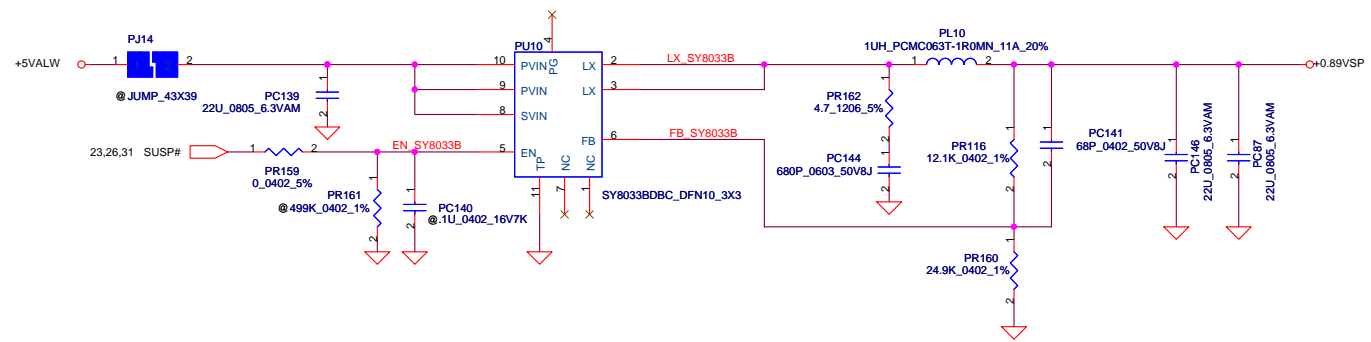 PJ14
+5VALW
1
2
@JUMP_43X39
1
PC139
22U_0805_6.3VAM
2
23,26,31 SUSP#
1
2
PR159
0_0402_5%
EN_SY8033B
PR161
@499K_0402_1%
1
2
1
PC140
@.1U_0402_16V7K
2
4
PU10
PG
10
PVIN
9
PVIN
8
SVIN
5
EN
TP
NC
NC
11
7
1
LX
2
LX
3
FB
6
SY8033BDBC_DFN10_3X3
LX_SY8033B
FB_SY8033B
PL10
1UH_PCMC063T-1R0MN_11A_20%
1
2
1
PR162
4.7_1206_5%
2
1
PC144
680P_0603_50V8J
2
1
PR116
12.1K_0402_1%
2
1
PC141
68P_0402_50V8J
2
1
PR160
24.9K_0402_1%
2
1
PC146
22U_0805_6.3VAM
2
1
PC87
22U_0805_6.3VAM
2
+0.89VSP